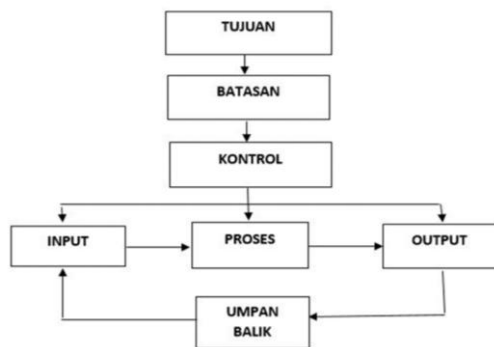 TUJUAN
BATASAN
KONTROL
INPUT
PROSES
OUTPUT
UMPAN
BALIK